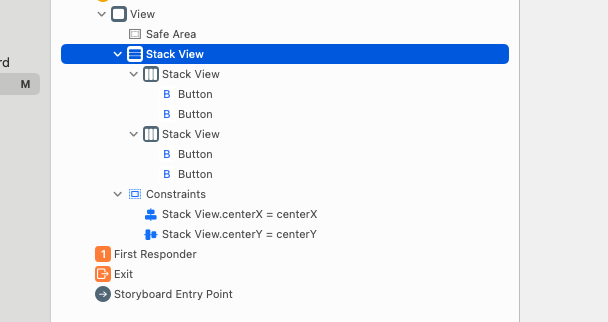 View
Safe Area
Stack View
rd
Stack View
M
B Button
B Button
Stack View
B Button
B Button
Constraints
Stack View.centerX = centerX
Stack View.centerY = centerY
1 First Responder
Exit
Storyboard Entry Point